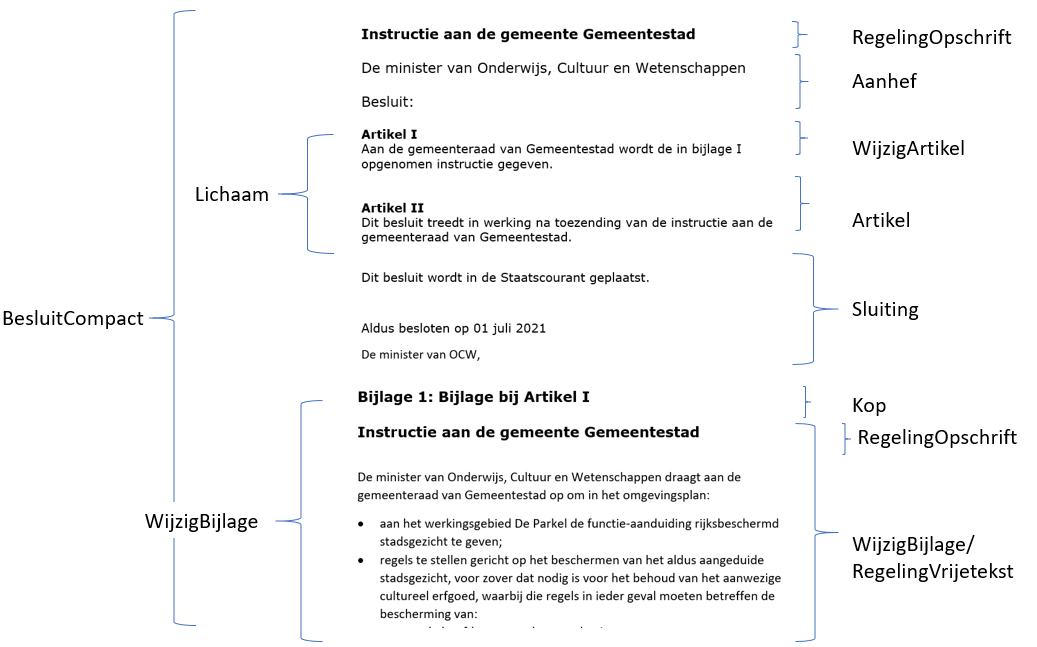 Instructie aan de gemeente Gemeentestad
RegelingOpschrift
De minister van Onderwijs, Cultuur en Wetenschappen
Aanhef
Besluit:
Artikel I
Aan de gemeenteraad van Gemeentestad wordt de in bijlage I
opgenomen instructie gegeven.
WijzigArtikel
Lichaam
Artikel II
Dit besluit treedt in werking na toezending van de instructie aan de
gemeenteraad van Gemeentestad.
Artikel
Dit besluit wordt in de Staatscourant geplaatst.
Sluiting
BesluitCompact
Aldus besloten op 01 juli 2021
De minister van OCW,
Bijlage 1: Bijlage bij Artikel I
Kop
Instructie aan de gemeente Gemeentestad
RegelingOpschrift
De minister van Onderwijs, Cultuur en Wetenschappen draagt aan de
gemeenteraad van Gemeentestad op om in het omgevingsplan:
WijzigBijlage
• aan het werkingsgebied De Parkel de functie-aanduiding rijksbeschermd
stadsgezicht te geven;
• regels te stellen gericht op het beschermen van het aldus aangeduide
stadsgezicht, voor zover dat nodig is voor het behoud van het aanwezige
cultureel erfgoed, waarbij die regels in ieder geval moeten betreffen de
bescherming van:
WijzigBijlage/
RegelingVrijetekst